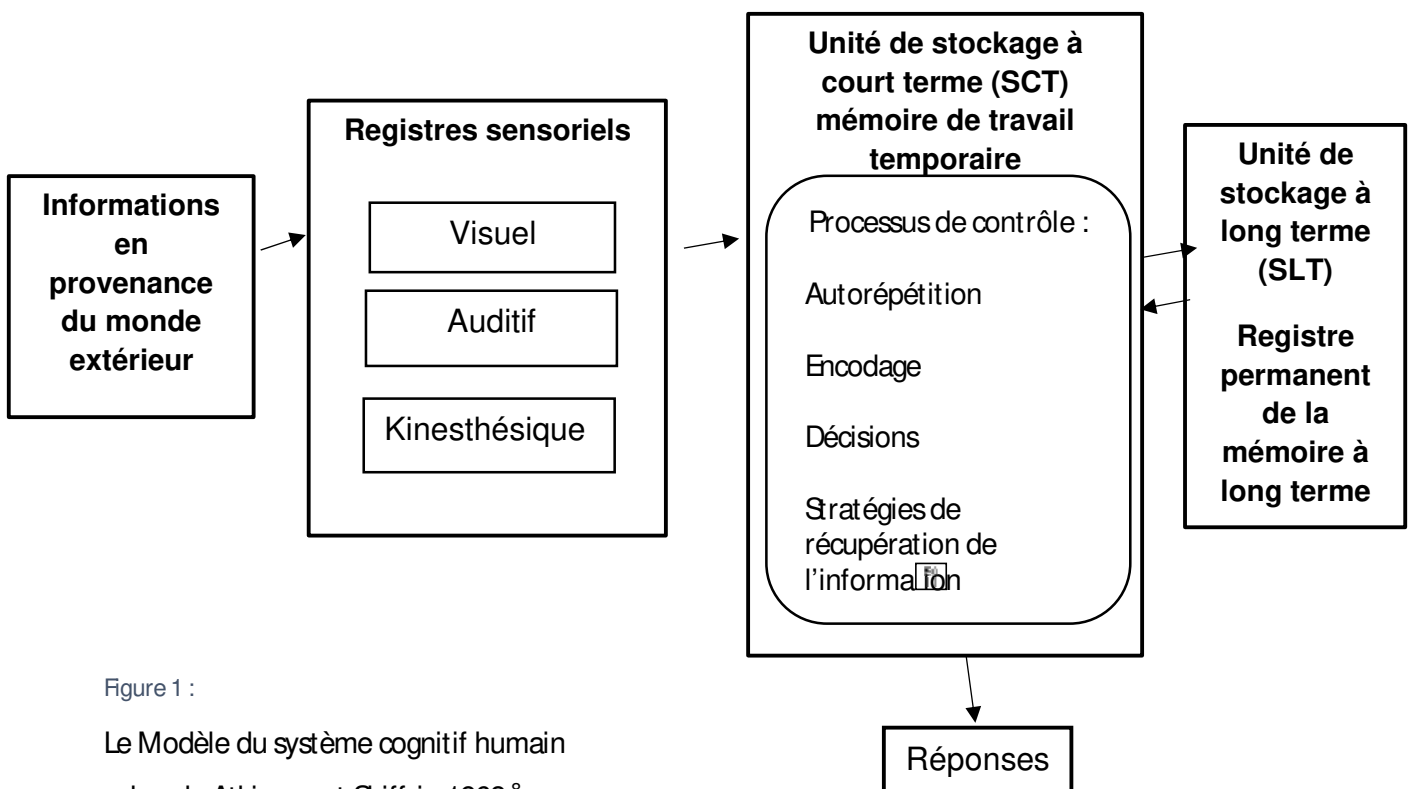 Informations
en
provenance
du monde
extérieur
Registres sensoriels
Visuel
Auditif
Kinesthésique
Unité de stockage à
court terme (SCT)
mémoire de travail
temporaire
Processus de contrôle :
Autorépétition
Encodage
Décisions
Stratégies de
récupération de
l'information
Unité de
stockage à
long terme
(SLT)
Registre
permanent
de la
mémoire à
long terme
Réponses
Figure 1 :
Le Modèle du système cognitif humain